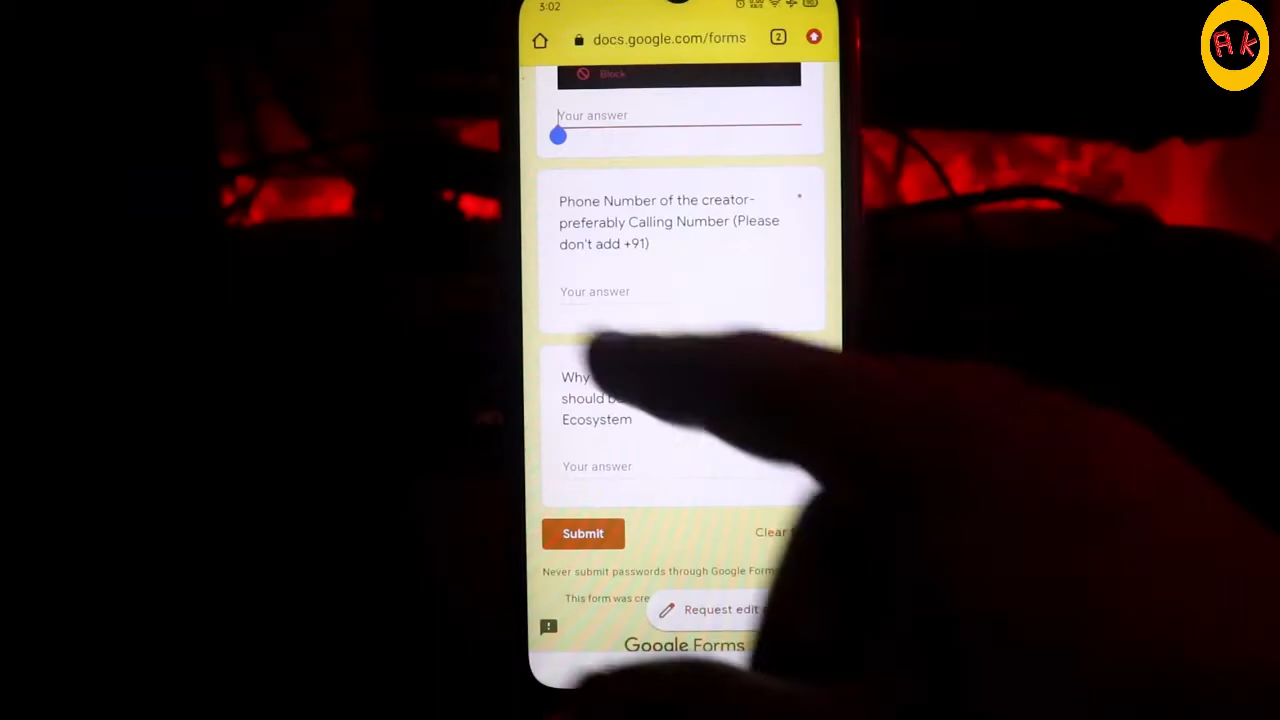 3:02
docs.google.com/forms
2
AK
Block
Your answer
Phone Number of the creator-
preferably Calling Number (Please
don't add +91)
*
Your answer
Why
should
Ecosystem
Your answer
Submit
Clear
Never submit passwords through Google Forms
This form was
Request edit
Google Forms